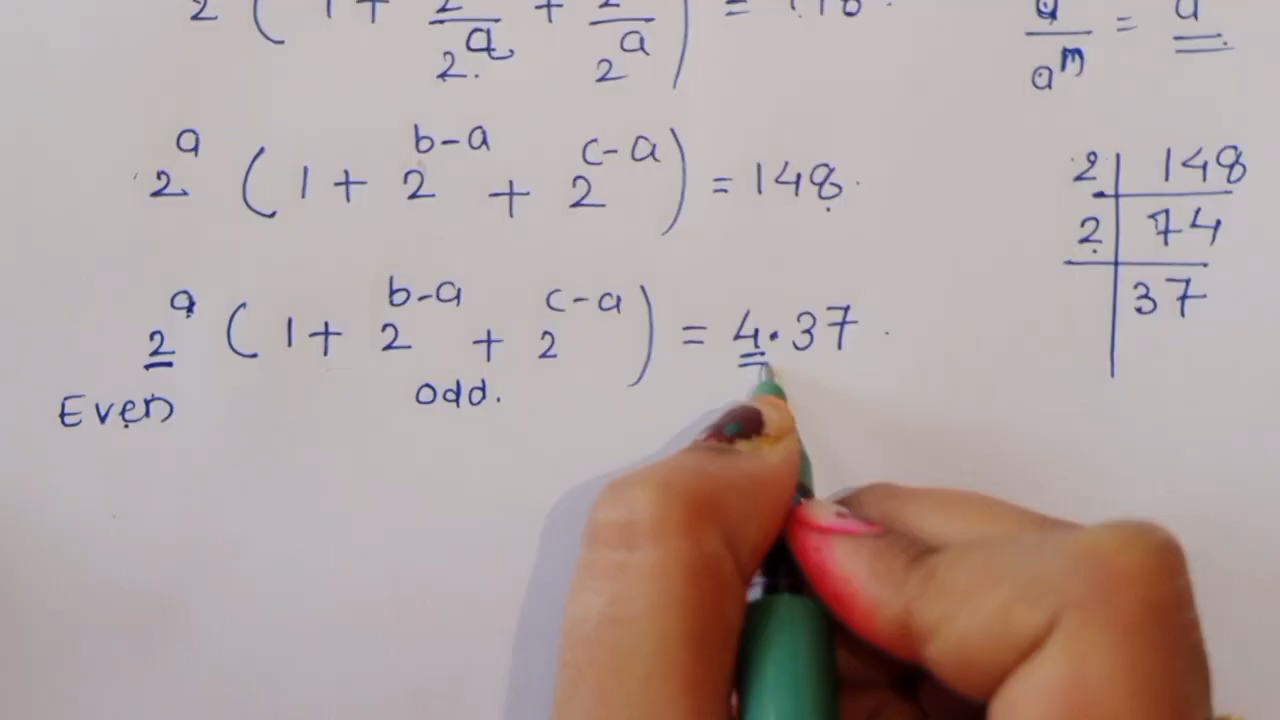 2^a (1 + 2^{b-a} + 2^{c-a}) = 148.
2^a (1 + 2^{b-a} + 2^{c-a}) = 4·37.
Even odd.
a^m = a
2 | 148
2 | 74
37